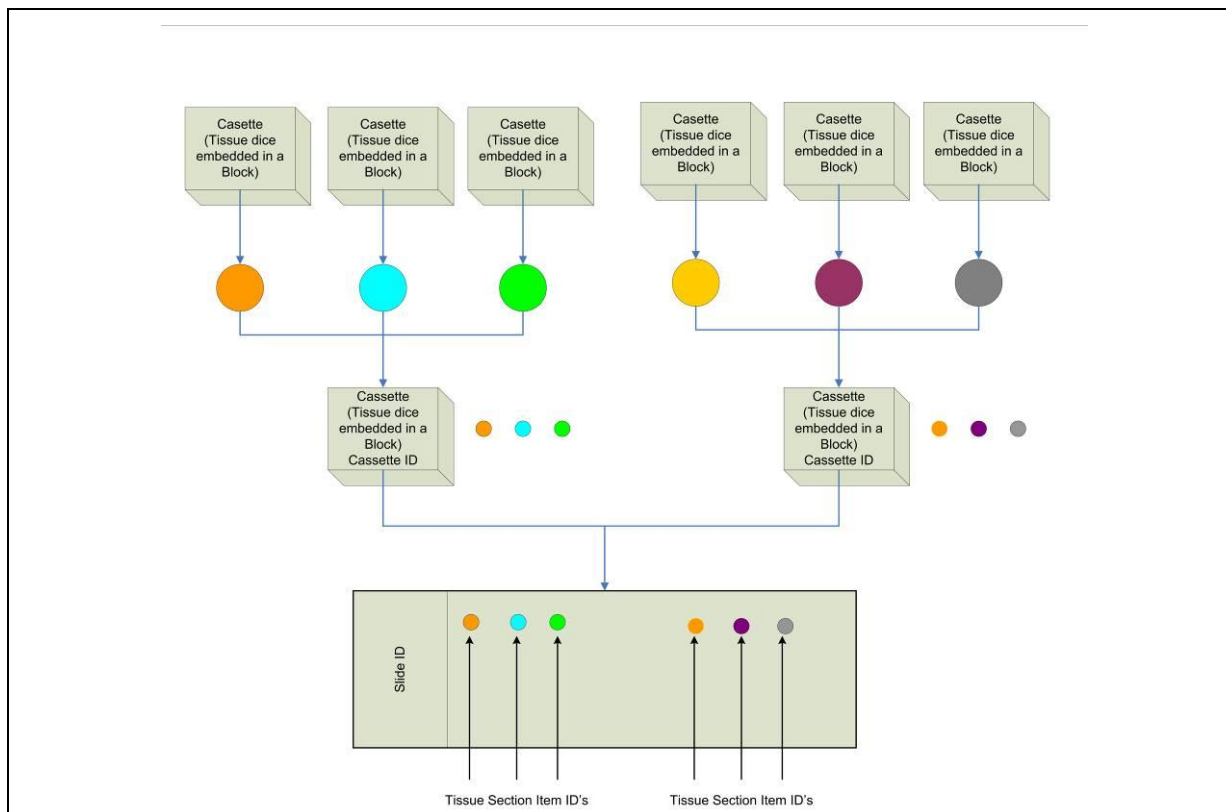 Casette
(Tissue dice
embedded in a
Block)
Casette
(Tissue dice
embedded in a
Block)
Casette
(Tissue dice
embedded in a
Block)
Casette
(Tissue dice
embedded in a
Block)
Casette
(Tissue dice
embedded in a
Block)
Casette
(Tissue dice
embedded in a
Block)
Cassette
(Tissue dice
embedded in a
Block)
Cassette ID
Cassette
(Tissue dice
embedded in a
Block)
Cassette ID
Slide ID
Tissue Section Item ID's
Tissue Section Item ID's